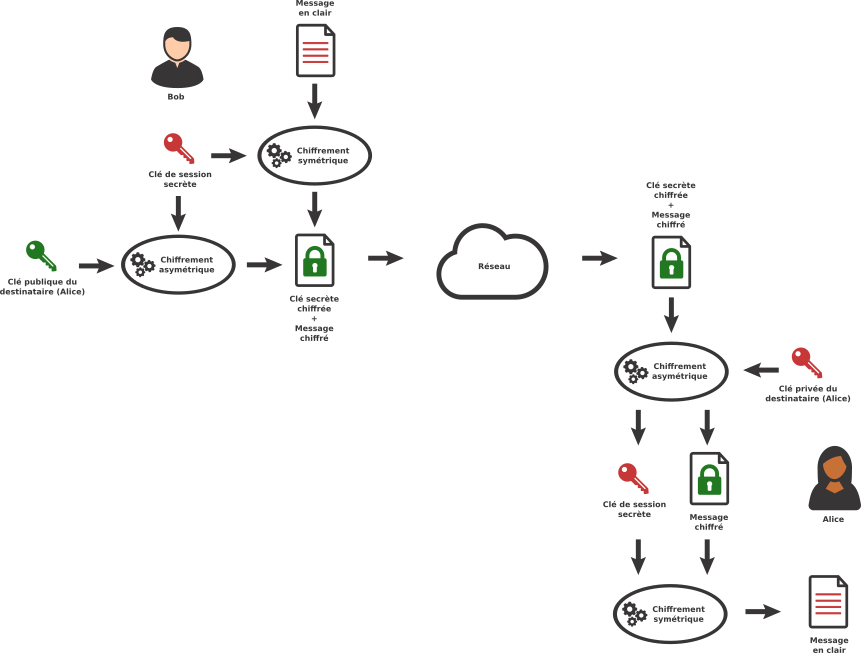 Message
en clair
Bob
Chiffrement
symétrique
Clé de session
secrète
Clé publique du
destinataire (Alice)
Chiffrement
asymétrique
Clé secrète
chiffrée
+
Message
chiffré
Réseau
Clé secrète
chiffrée
+
Message
chiffré
Chiffrement
asymétrique
Clé privée du
destinataire (Alice)
Clé de session
secrète
Message
chiffré
Alice
Chiffrement
symétrique
Message
en clair